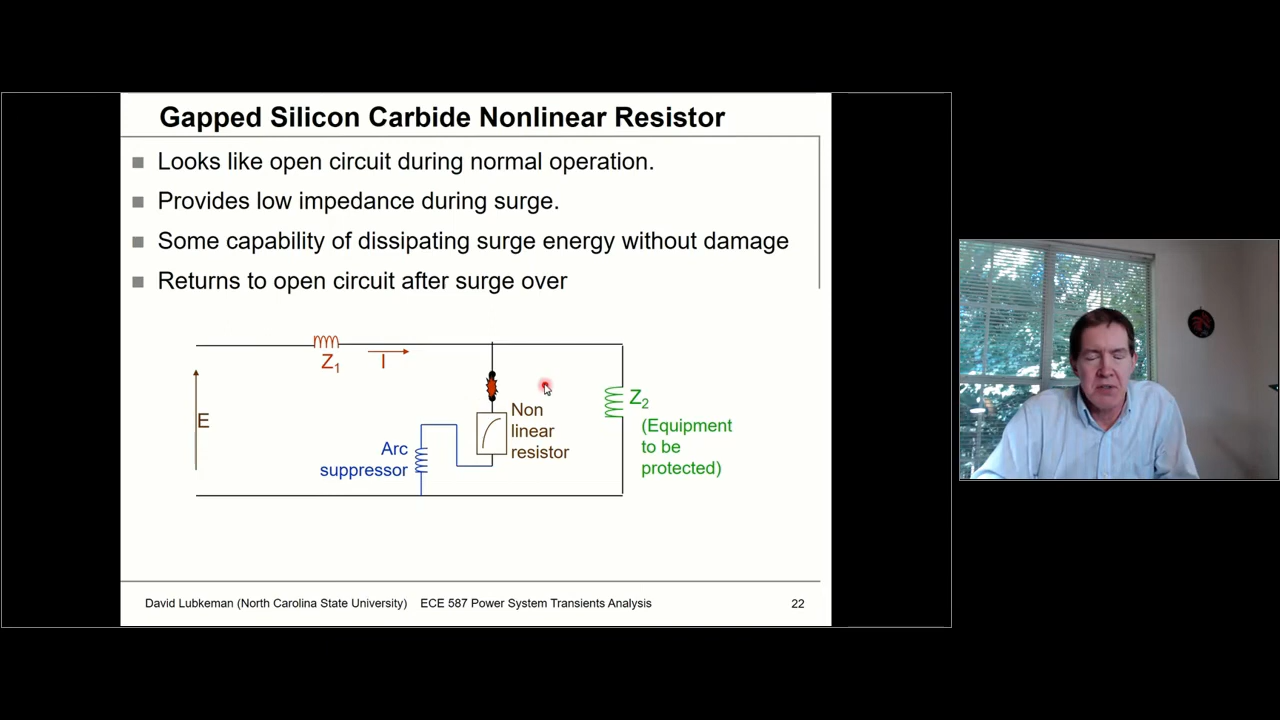 Gapped Silicon Carbide Nonlinear Resistor
Looks like open circuit during normal operation.
Provides low impedance during surge.
Some capability of dissipating surge energy without damage
Returns to open circuit after surge over
Z1
I
E
Non
linear
resistor
Arc
suppressor
Z2
(Equipment
to be
protected)
David Lubkeman (North Carolina State University) ECE 587 Power System Transients Analysis 22